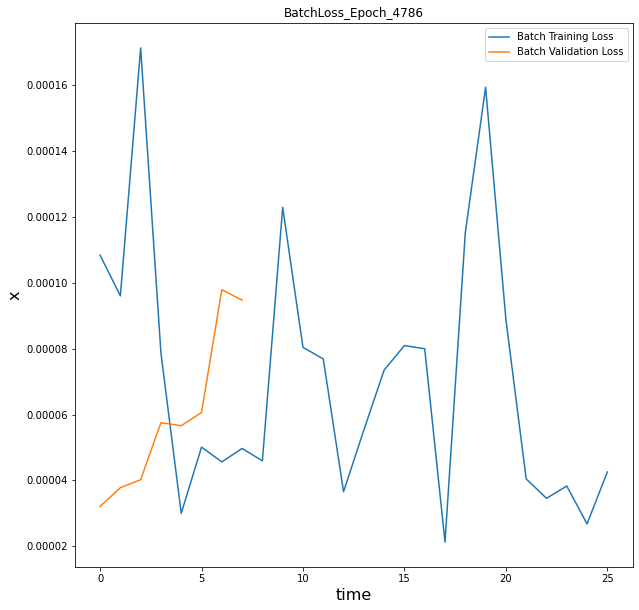 BatchLoss_Epoch_4786
Batch Training Loss
Batch Validation Loss
0.00016
0.00014
0.00012
0.00010
0.00008
0.00006
0.00004
0.00002
x
0 5 10 15 20 25
time